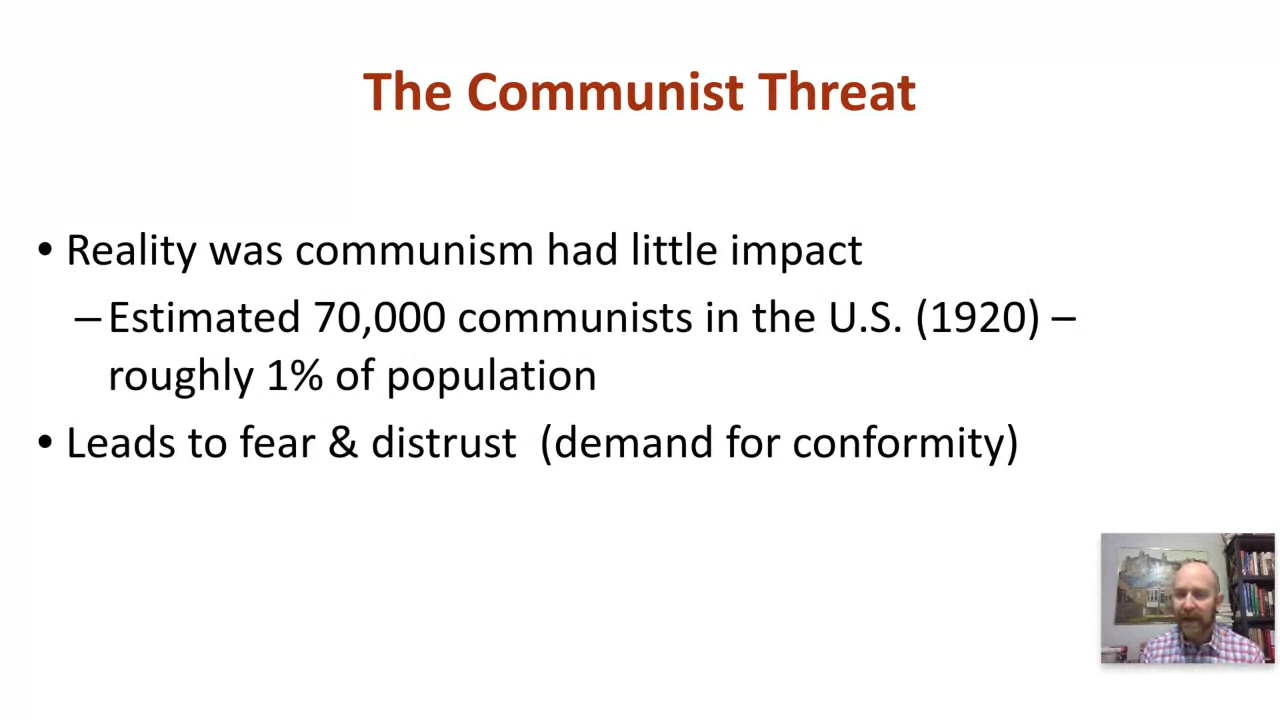 The Communist Threat
• Reality was communism had little impact
– Estimated 70,000 communists in the U.S. (1920) –
roughly 1% of population
• Leads to fear & distrust  (demand for conformity)